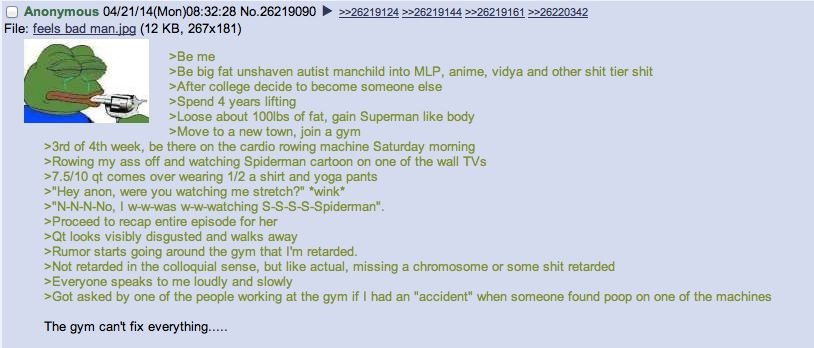 Anonymous 04/21/14(Mon)08:32:28 No.26219090 ▶ >>26219124 >>26219144 >>26219161 >>26220342
File: feels bad man.jpg (12 KB, 267x181)
>Be me
>Be big fat unshaven autist manchild into MLP, anime, vidya and other shit tier shit
>After college decide to become someone else
>Spend 4 years lifting
>Loose about 100lbs of fat, gain Superman like body
>Move to a new town, join a gym
>3rd of 4th week, be there on the cardio rowing machine Saturday morning
>Rowing my ass off and watching Spiderman cartoon on one of the wall TVs
>7.5/10 qt comes over wearing 1/2 a shirt and yoga pants
>"Hey anon, were you watching me stretch?" *wink*
>"N-N-N-No, I w-w-was w-w-watching S-S-S-S-Spiderman".
>Proceed to recap entire episode for her
>Qt looks visibly disgusted and walks away
>Rumor starts going around the gym that I'm retarded.
>Not retarded in the colloquial sense, but like actual, missing a chromosome or some shit retarded
>Everyone speaks to me loudly and slowly
>Got asked by one of the people working at the gym if I had an "accident" when someone found poop on one of the machines
The gym can't fix everything.....